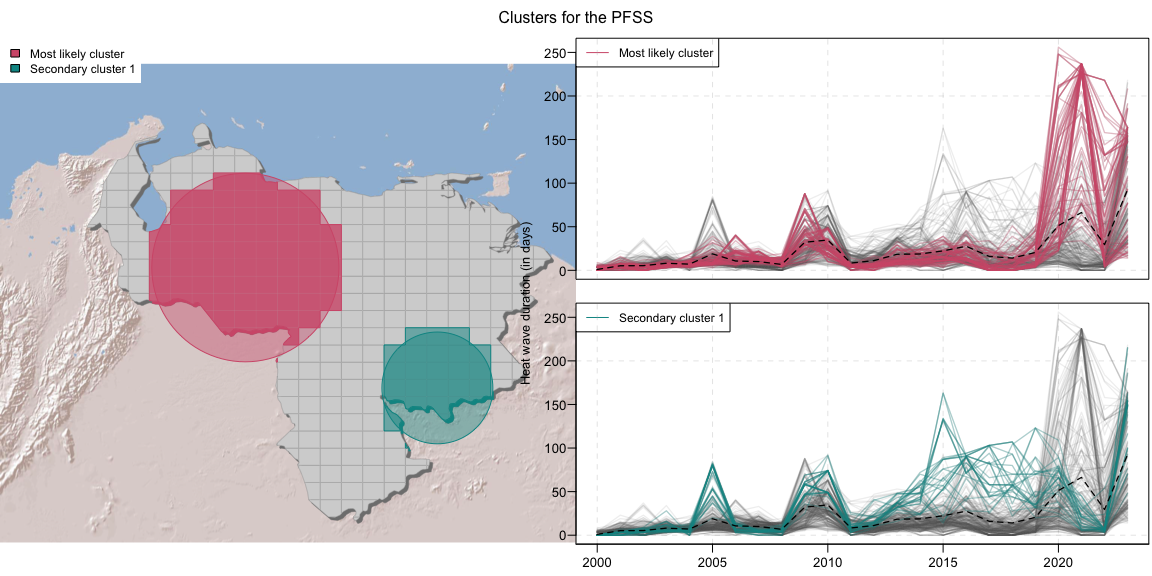 Clusters for the PFSS
Most likely cluster
Secondary cluster 1
Heat wave duration (in days)
Most likely cluster
250
200
150
100
50
0
Secondary cluster 1
250
200
150
100
50
0
2000 2005 2010 2015 2020